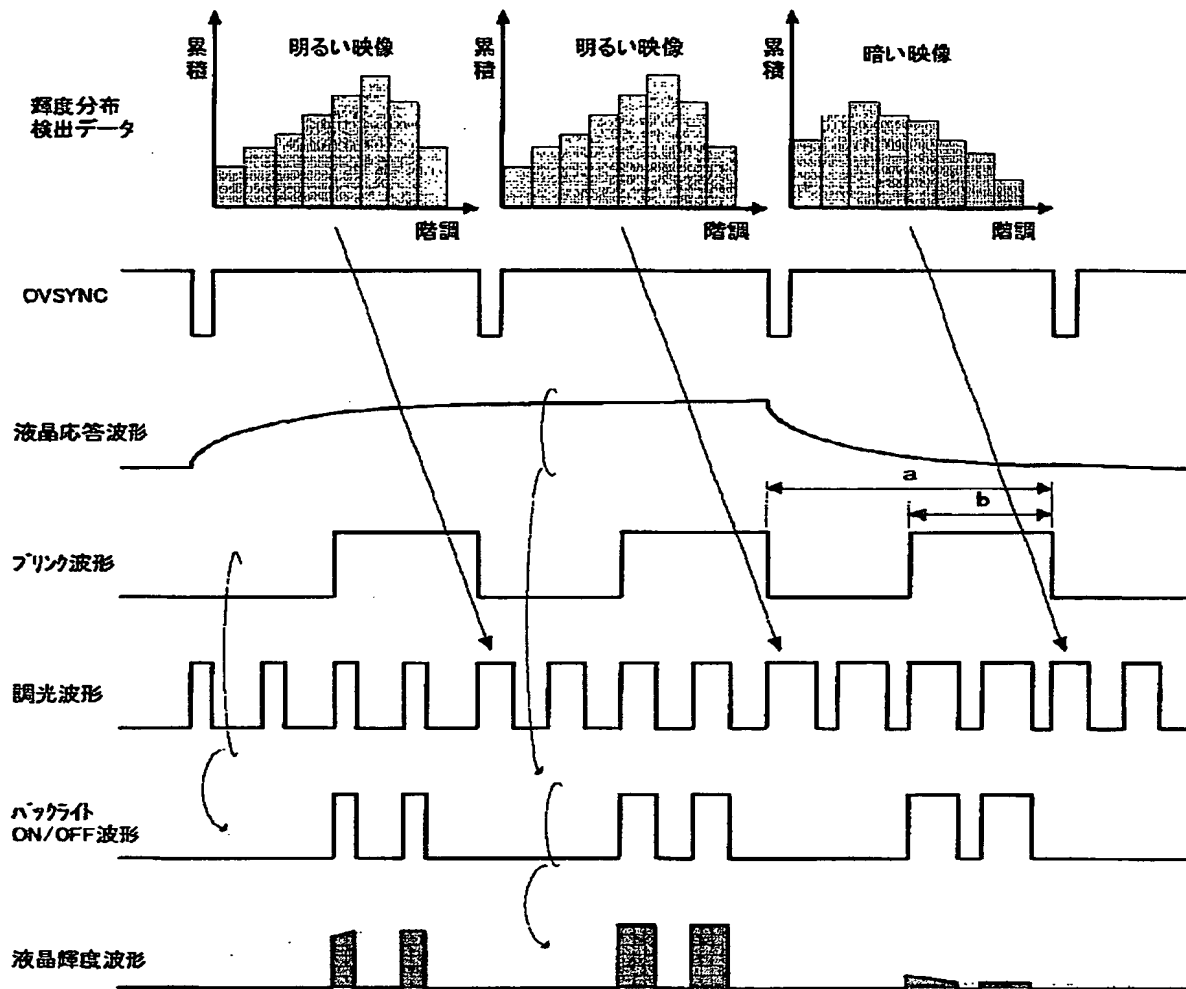 累積
明るい映像
階調
累積
明るい映像
階調
累積
暗い映像
階調
輝度分布
検出データ
OVSYNC
液晶応答波形
a
b
ブリンク波形
調光波形
バックライト
ON/OFF波形
液晶輝度波形